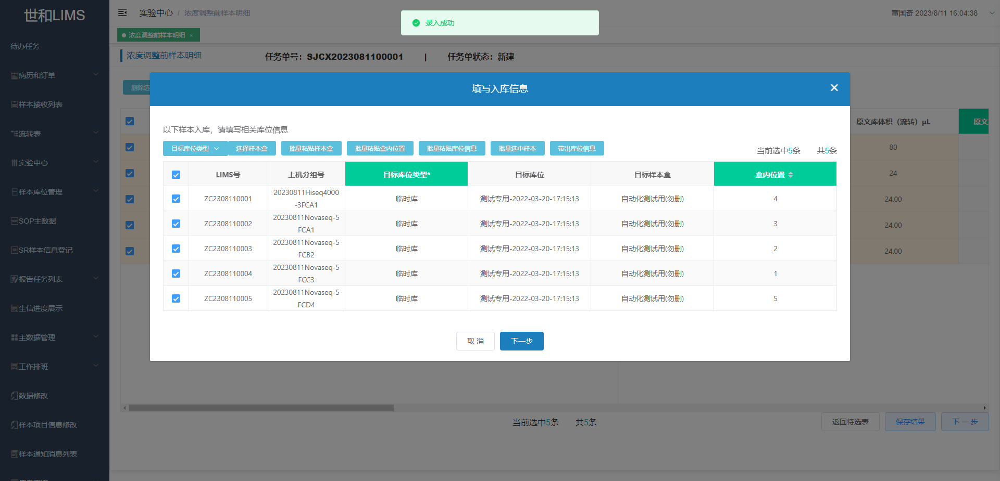 世和LIMS
实验中心 / 浓度调整前样本明细
董国奇 2023/8/11 16:04:38
录入成功
浓度调整前样本明细 ×
待办任务
病历和订单
样本接收列表
流转表
实验中心
样本库位管理
SOP主数据
SR样本信息登记
报告任务列表
生信进度展示
主数据管理
工作排班
数据修改
样本项目信息修改
样本通知消息列表
浓度调整前样本明细
任务单号：SJCX2023081100001 | 任务单状态：新建
删除选
填写入库信息
以下样本入库，请填写相关库位信息
目标库位类型 选择样本盒 批量粘贴样本盒 批量粘贴盒内位置 批量粘贴库位信息 批量选中样本 带出库位信息
当前选中5条 共5条
LIMS号 上机分组号 目标库位类型* 目标库位 目标样本盒 盒内位置
ZC2308110001 20230811Hiseq4000-3FCA1 临时库 测试专用-2022-03-20-17:15:13 自动化测试用(勿删) 4
ZC2308110002 20230811Novaseq-5FCA1 临时库 测试专用-2022-03-20-17:15:13 自动化测试用(勿删) 3
ZC2308110003 20230811Novaseq-5FCB2 临时库 测试专用-2022-03-20-17:15:13 自动化测试用(勿删) 2
ZC2308110004 20230811Novaseq-5FCC3 临时库 测试专用-2022-03-20-17:15:13 自动化测试用(勿删) 1
ZC2308110005 20230811Novaseq-5FCD4 临时库 测试专用-2022-03-20-17:15:13 自动化测试用(勿删) 5
取 消 下一步
原文库体积（流转）μL 原文
80
24
24.00
24.00
24.00
当前选中5条 共5条
返回待选表 保存结果 下 一 步